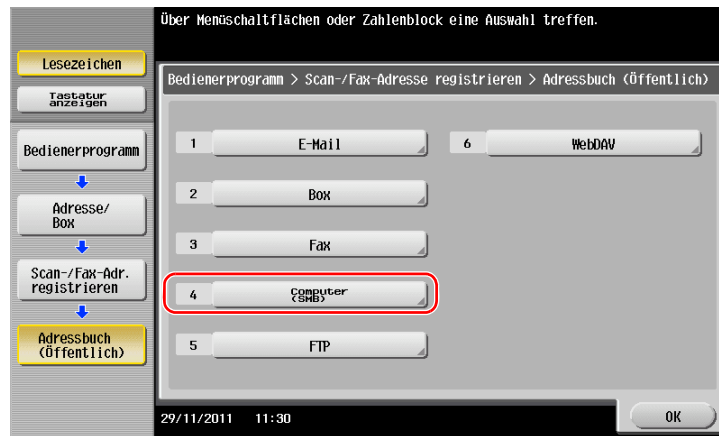 Über Menüschaltflächen oder Zahlenblock eine Auswahl treffen.
Lesezeichen
Tastatur
anzeigen
Bedienerprogramm
Adresse/
Box
Scan-/Fax-Adr.
registrieren
Adressbuch
(Öffentlich)
Bedienerprogramm > Scan-/Fax-Adresse registrieren > Adressbuch (Öffentlich)
1 E-Mail
6 WebDAV
2 Box
3 Fax
4 Computer
(SMB)
5 FTP
29/11/2011 11:30
OK